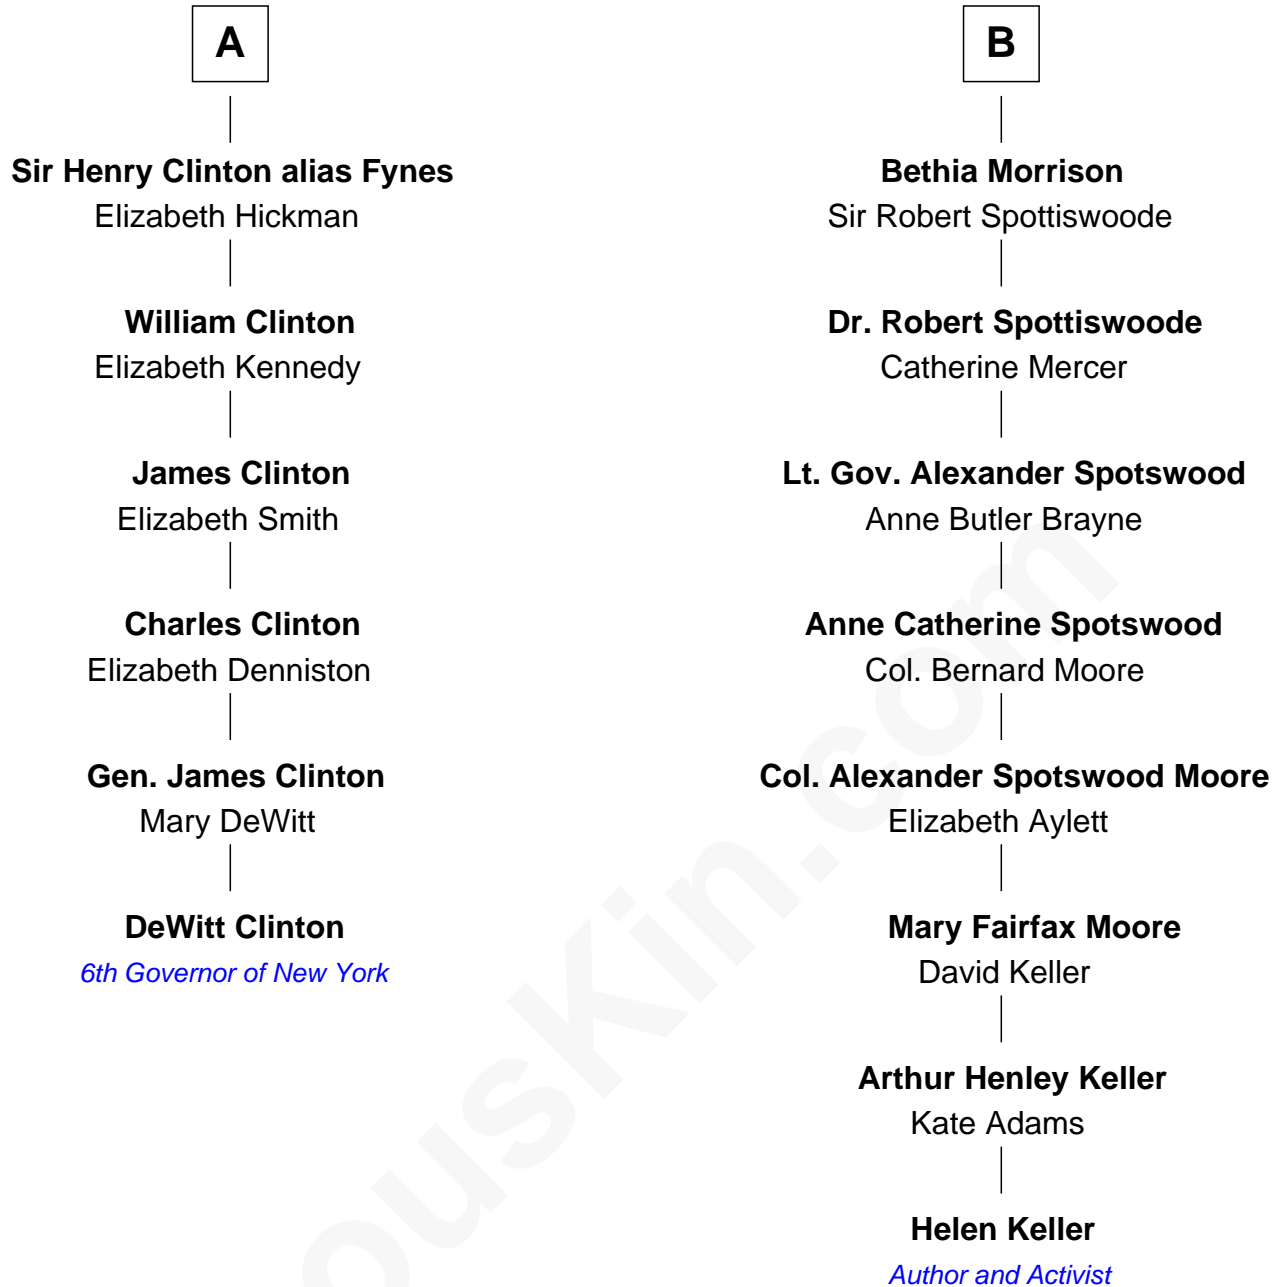 A
Sir Henry Clinton alias Fynes
Elizabeth Hickman
William Clinton
Elizabeth Kennedy
James Clinton
Elizabeth Smith
Charles Clinton
Elizabeth Denniston
Gen. James Clinton
Mary DeWitt
DeWitt Clinton
6th Governor of New York
B
Bethia Morrison
Sir Robert Spottiswoode
Dr. Robert Spottiswoode
Catherine Mercer
Lt. Gov. Alexander Spotswood
Anne Butler Brayne
Anne Catherine Spotswood
Col. Bernard Moore
Col. Alexander Spotswood Moore
Elizabeth Aylett
Mary Fairfax Moore
David Keller
Arthur Henley Keller
Kate Adams
Helen Keller
Author and Activist
ousKin.com